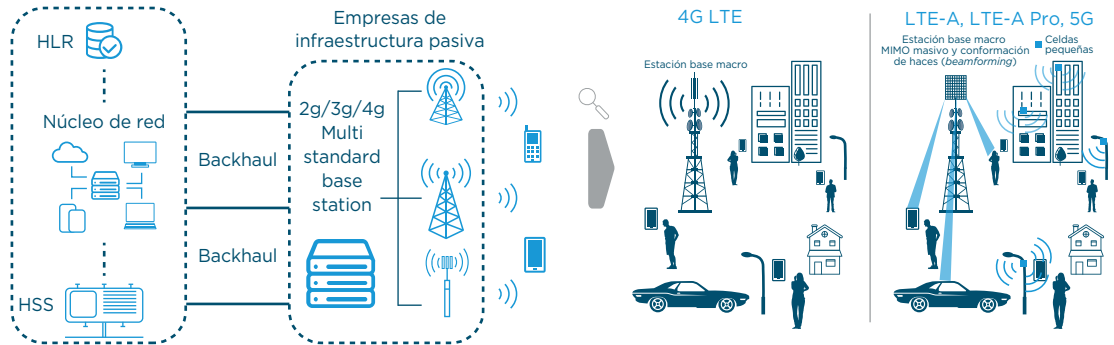 HLR
Núcleo de red
HSS
Backhaul
Backhaul
Empresas de
infraestructura pasiva
2g/3g/4g
Multi
standard
base
station
4G LTE
Estación base macro
LTE-A, LTE-A Pro, 5G
Estación base macro
MIMO masivo y conformación
de haces (beamforming)
Celdas
pequeñas